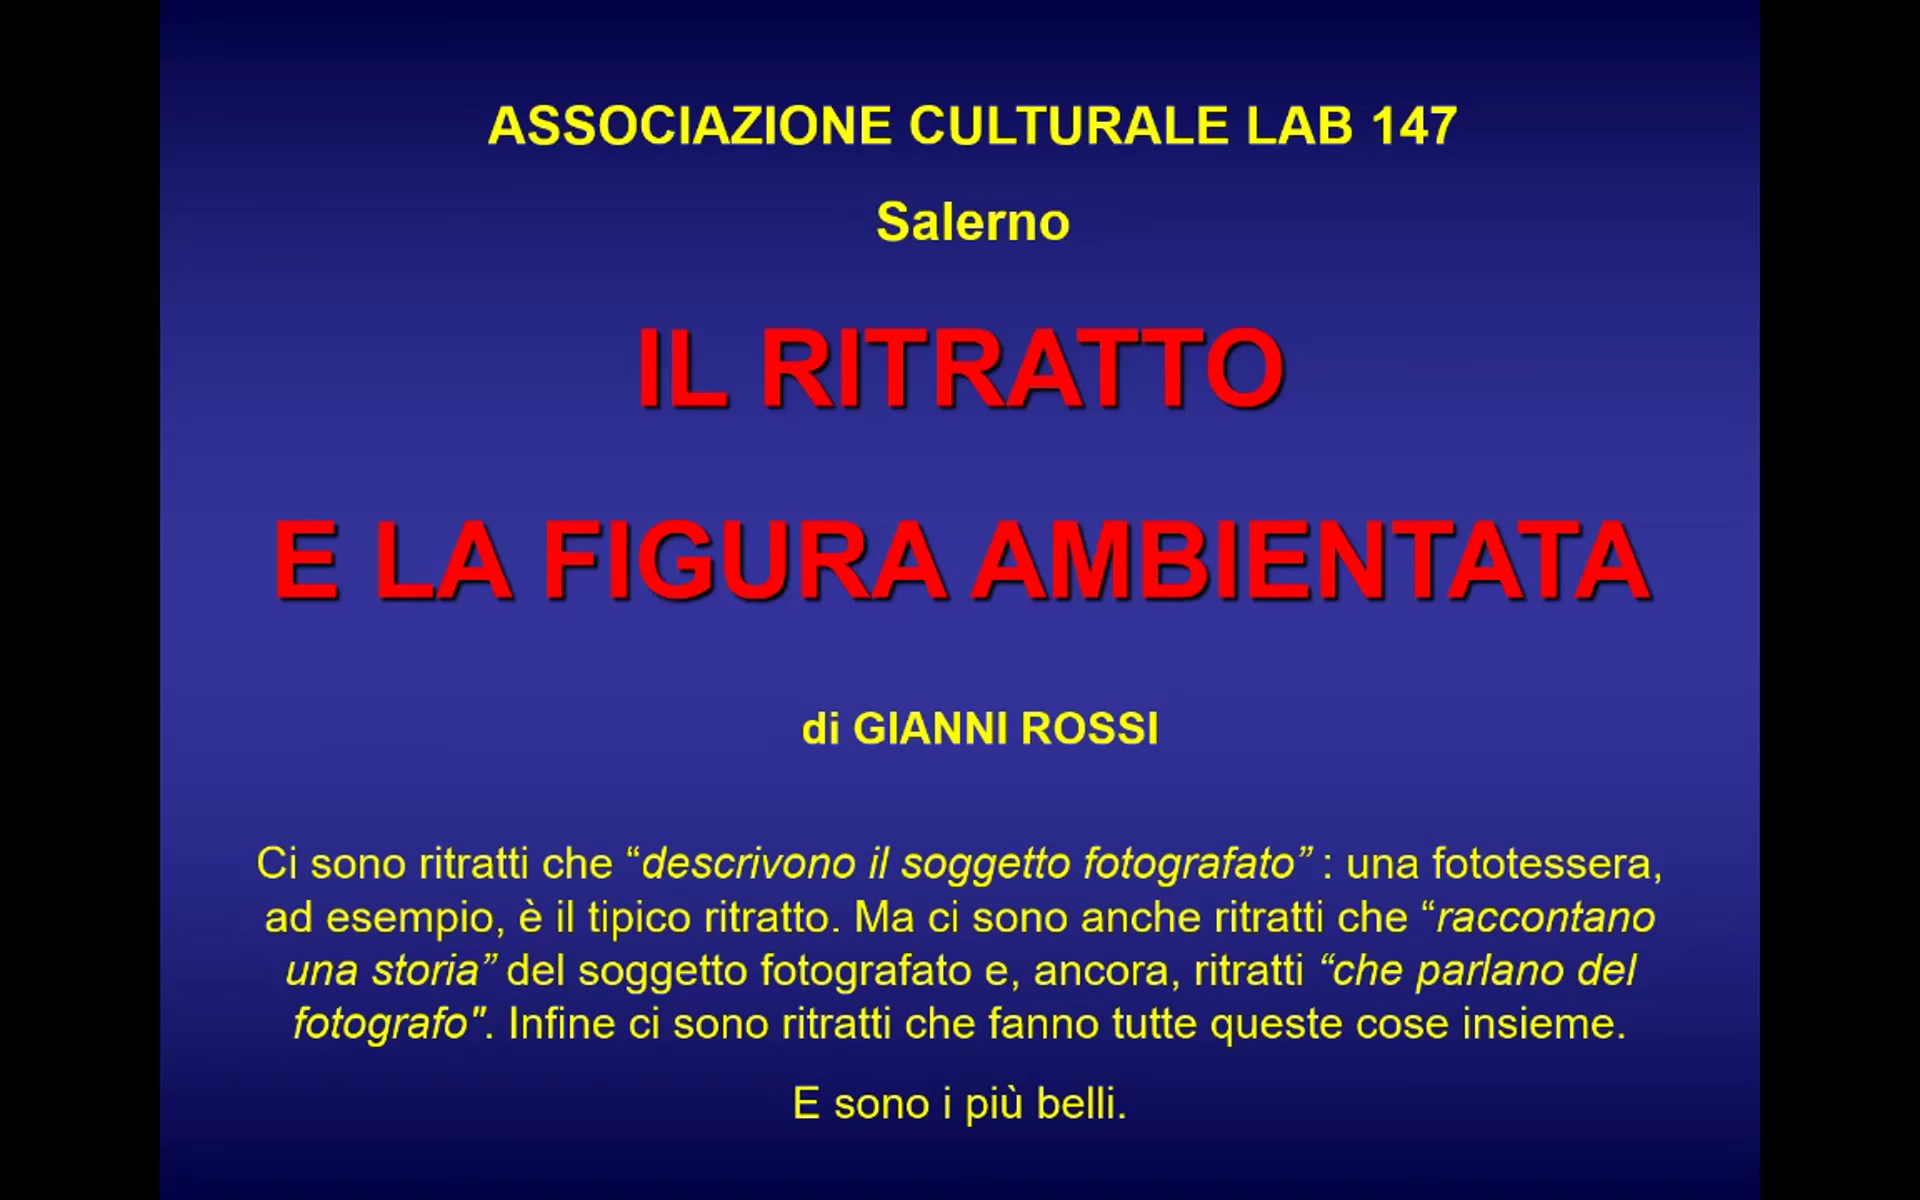 ASSOCIAZIONE CULTURALE LAB 147
Salerno
IL RITRATTO
E LA FIGURA AMBIENTATA
di GIANNI ROSSI
Ci sono ritratti che “descrivono il soggetto fotografato” : una fototessera,
ad esempio, è il tipico ritratto. Ma ci sono anche ritratti che “raccontano
una storia” del soggetto fotografato e, ancora, ritratti “che parlano del
fotografo". Infine ci sono ritratti che fanno tutte queste cose insieme.
E sono i più belli.